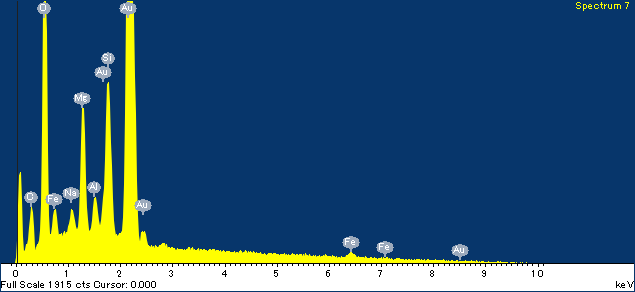 Spectrum 7
O Au
Si
Au
Mg
Al
Na
O Fe Au
Fe Fe Au
0 1 2 3 4 5 6 7 8 9 10
Full Scale 1915 cts Cursor: 0.000 keV